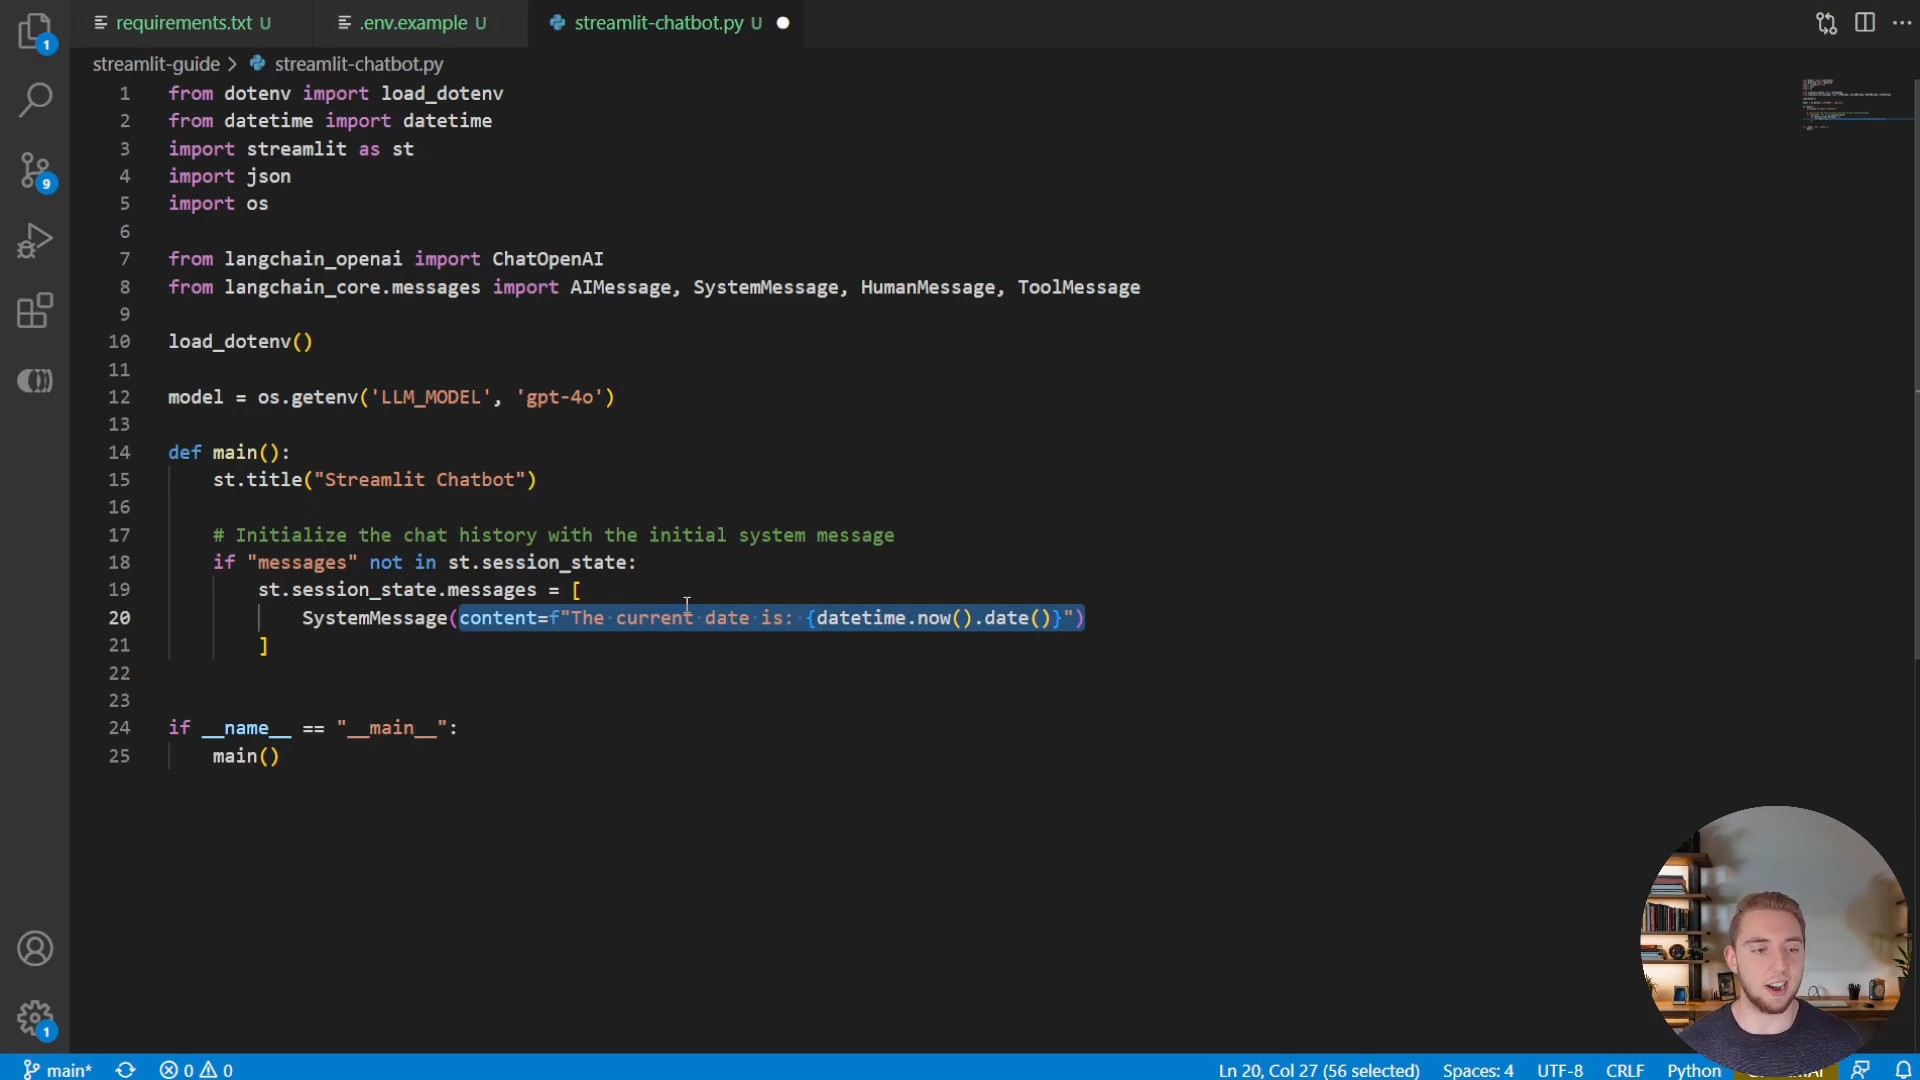 requirements.txt U
.env.example U
streamlit-chatbot.py U
streamlit-guide > streamlit-chatbot.py
1 from dotenv import load_dotenv
2 from datetime import datetime
3 import streamlit as st
4 import json
5 import os
6
7 from langchain_openai import ChatOpenAI
8 from langchain_core.messages import AIMessage, SystemMessage, HumanMessage, ToolMessage
9
10 load_dotenv()
11
12 model = os.getenv('LLM_MODEL', 'gpt-4o')
13
14 def main():
15 st.title("Streamlit Chatbot")
16
17 # Initialize the chat history with the initial system message
18 if "messages" not in st.session_state:
19 st.session_state.messages = [
20 SystemMessage(content=f"The current date is: {datetime.now().date()}")
21 ]
22
23
24 if __name__ == "__main__":
25 main()
1
9
1
main* 0 0 Ln 20, Col 27 (56 selected) Spaces: 4 UTF-8 CRLF Python